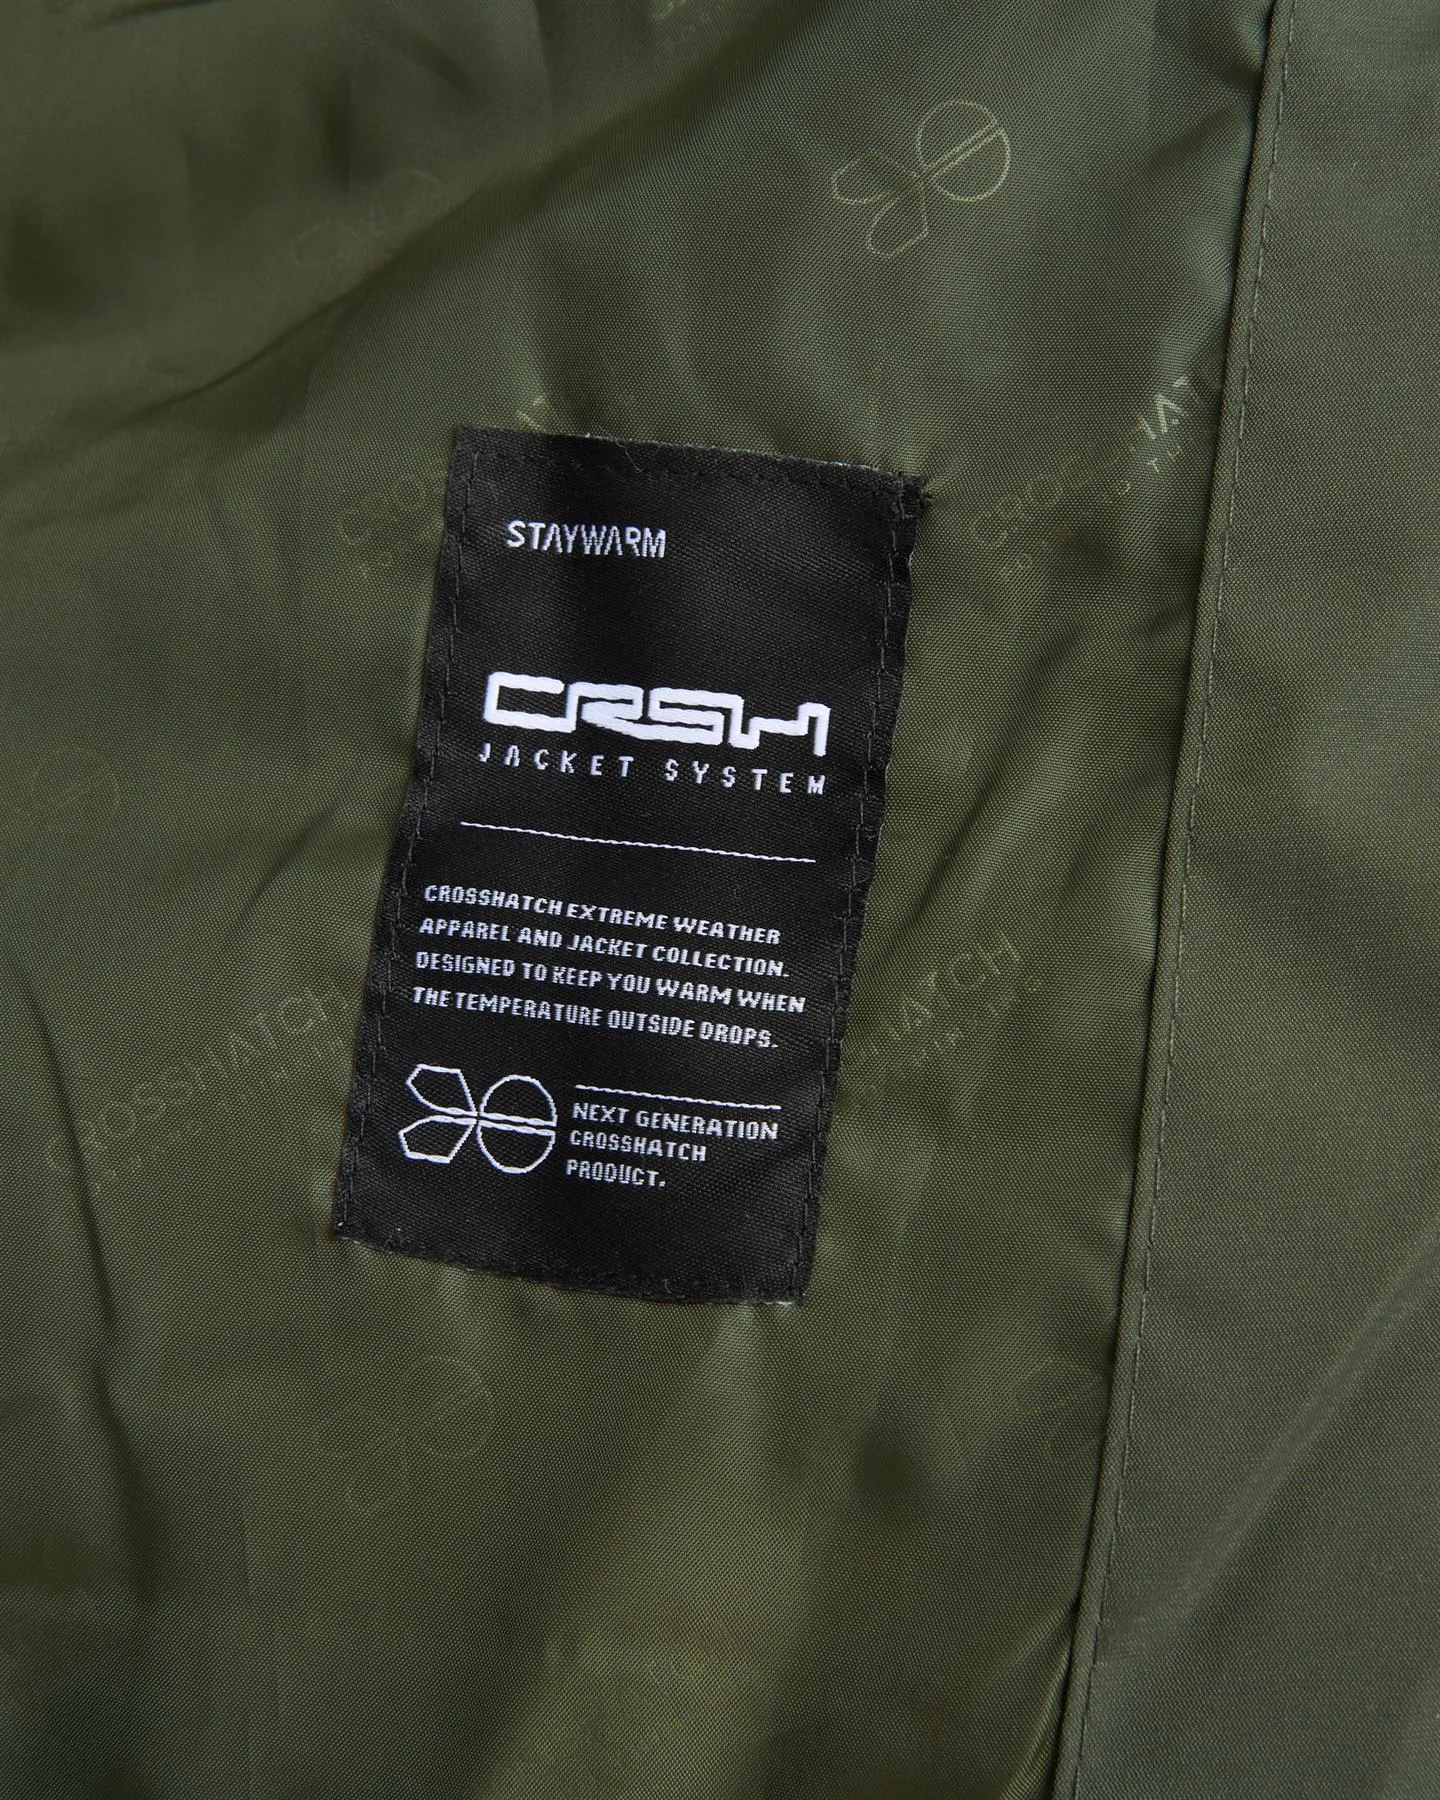 STAYWARM
CRSH
JACKET SYSTEM
CROSSHATCH EXTREME WEATHER
APPAREL AND JACKET COLLECTION.
DESIGNED TO KEEP YOU WARM WHEN
THE TEMPERATURE OUTSIDE DROPS.
NEXT GENERATION
CROSSHATCH
PRODUCT.